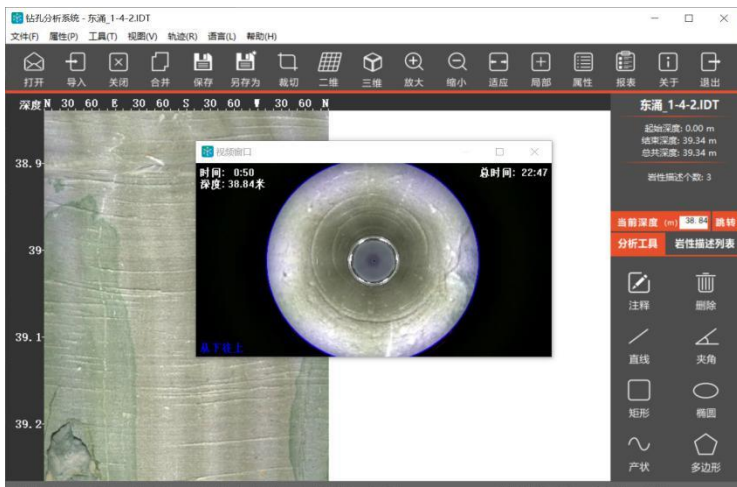 钻孔分析系统 - 东涌_1-4-2.IDT
文件(F) 属性(P) 工具(T) 视图(V) 轨迹(R) 语言(L) 帮助(H)
打开 导入 关闭 合并 保存 另存为 裁切 二维 三维 放大 缩小 适应 局部 属性 报表 关于 退出
深度 N 30 60 E 30 60 S 30 60 W 30 60 N
38.9
39
39.1
39.2
视频窗口
时间: 0:50
总时间: 22:47
深度: 38.84米
从下往上
东涌_1-4-2.IDT
起始深度: 0.00 m
结束深度: 39.34 m
总共深度: 39.34 m
岩性描述个数: 3
当前深度 (m) 38.84 跳转
分析工具 岩性描述列表
注释 删除
直线 夹角
矩形 椭圆
产状 多边形